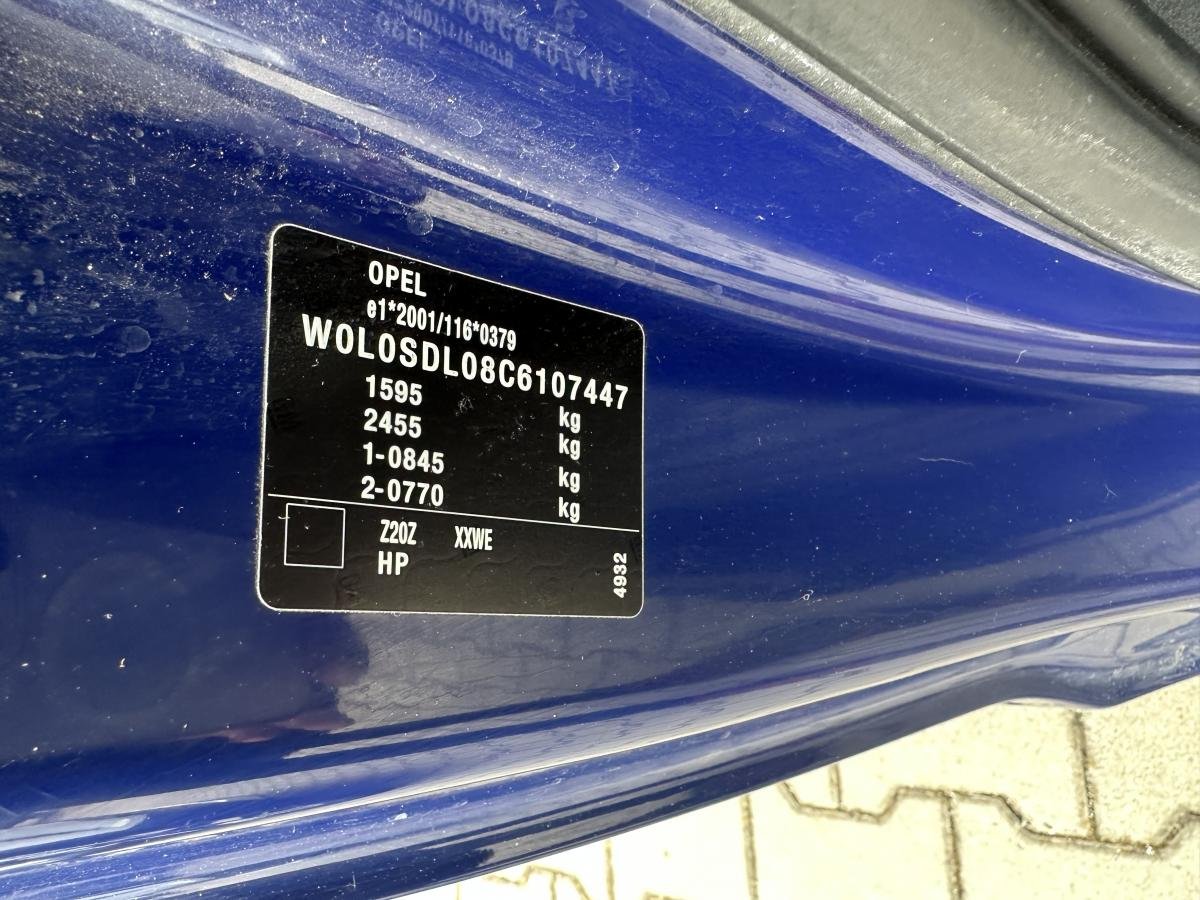 OPEL
e1*2001/116*0379
W0L0SDL08C6107447
1595 kg
2455 kg
1-0845 kg
2-0770 kg
Z20Z XXWE
HP
4932